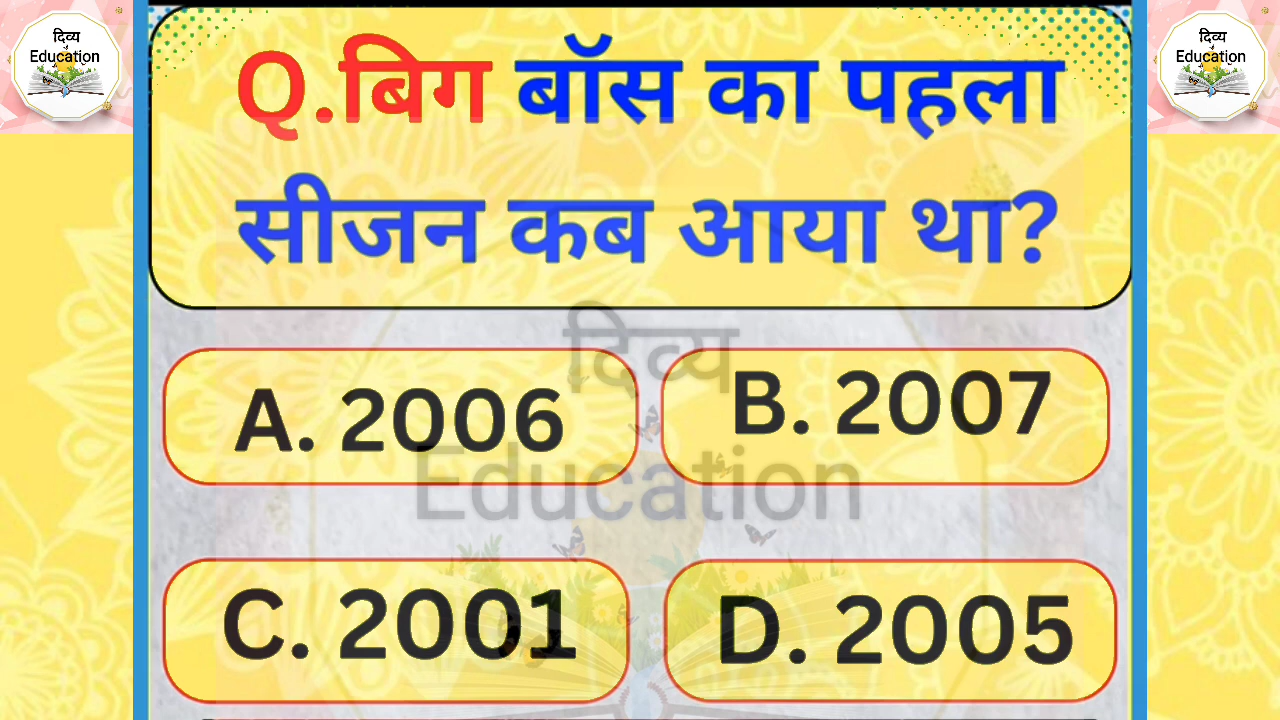 दिव्य
Education
दिव्य
Education
Q.बिग बॉस का पहला
सीजन कब आया था?
दिव्य
A. 2006
B. 2007
Education
C. 2001
D. 2005